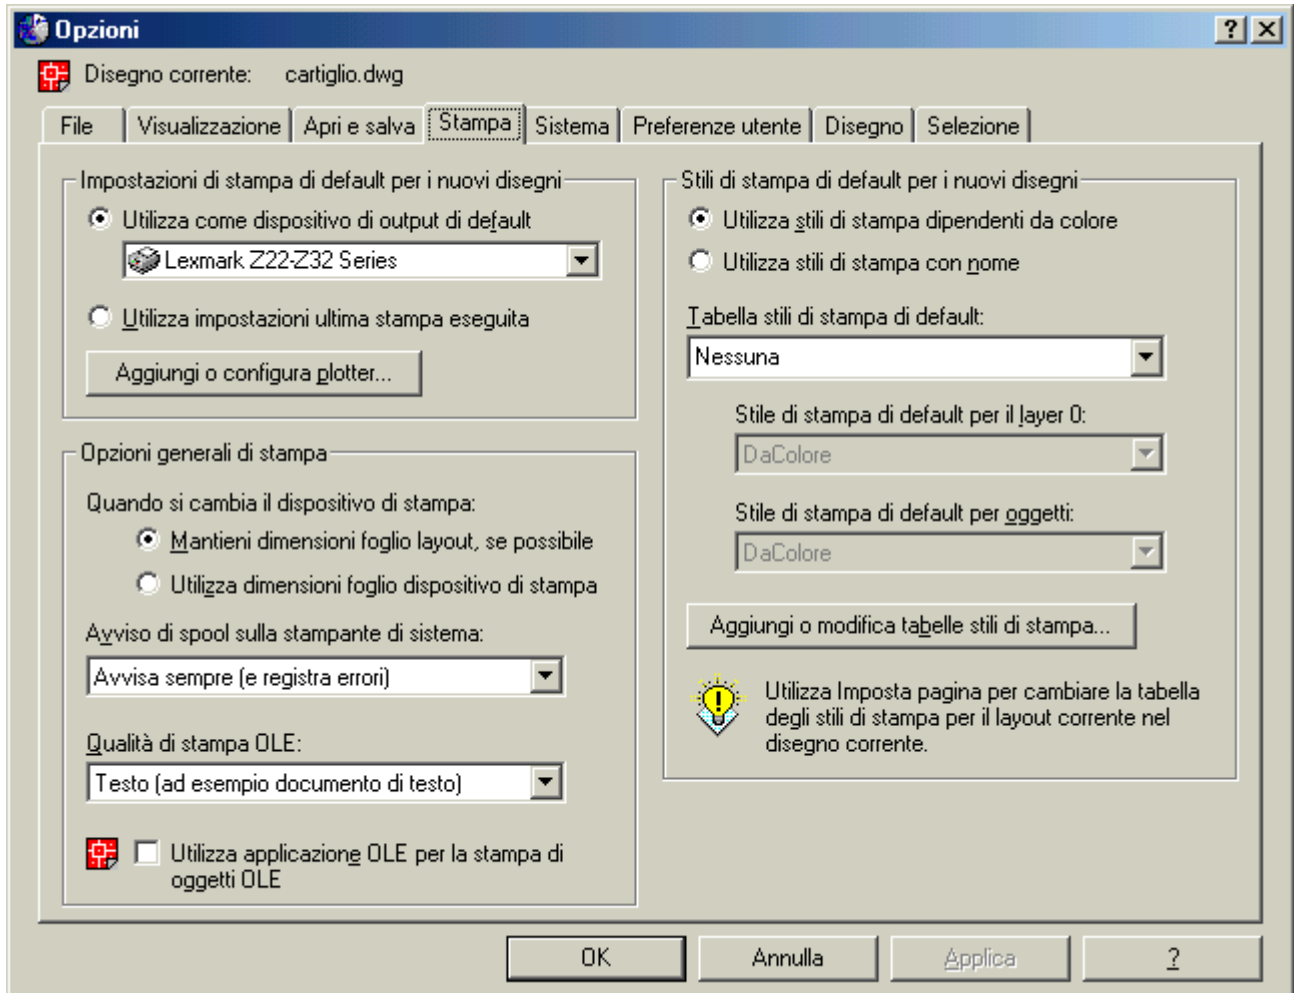 Opzioni
Disegno corrente: cartiglio.dwg
File Visualizzazione Apri e salva Stampa Sistema Preferenze utente Disegno Selezione
Impostazioni di stampa di default per i nuovi disegni
Utilizza come dispositivo di output di default
Lexmark Z22-Z32 Series
Utilizza impostazioni ultima stampa eseguita
Aggiungi o configura plotter...
Opzioni generali di stampa
Quando si cambia il dispositivo di stampa:
Mantieni dimensioni foglio layout, se possibile
Utilizza dimensioni foglio dispositivo di stampa
Avviso di spool sulla stampante di sistema:
Avvisa sempre (e registra errori)
Qualità di stampa OLE:
Testo (ad esempio documento di testo)
Utilizza applicazione OLE per la stampa di
oggetti OLE
Stili di stampa di default per i nuovi disegni
Utilizza stili di stampa dipendenti da colore
Utilizza stili di stampa con nome
Tabella stili di stampa di default:
Nessuna
Stile di stampa di default per il layer 0:
DaColore
Stile di stampa di default per oggetti:
DaColore
Aggiungi o modifica tabelle stili di stampa...
Utilizza Imposta pagina per cambiare la tabella
degli stili di stampa per il layout corrente nel
disegno corrente.
OK Annulla Applica ?